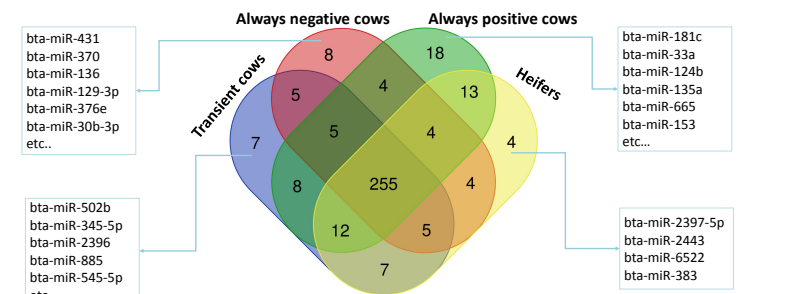 Always negative cows
Always positive cows
Transient cows
Heifers
bta-miR-431
bta-miR-370
bta-miR-136
bta-miR-129-3p
bta-miR-376e
bta-miR-30b-3p
etc..
bta-miR-181c
bta-miR-33a
bta-miR-124b
bta-miR-135a
bta-miR-665
bta-miR-153
etc...
8
18
5
4
13
7
5
4
4
8
255
4
12
5
7
bta-miR-502b
bta-miR-345-5p
bta-miR-2396
bta-miR-885
bta-miR-545-5p
bta-miR-2397-5p
bta-miR-2443
bta-miR-6522
bta-miR-383